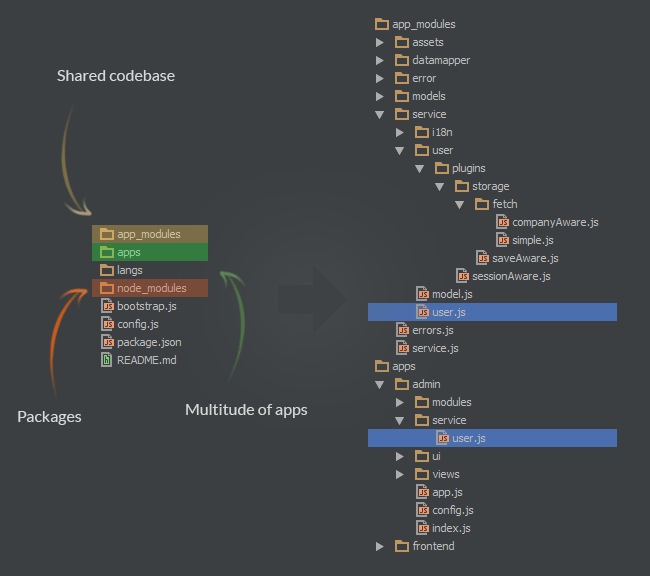 Shared codebase
app_modules
apps
langs
node_modules
bootstrap.js
config.js
package.json
README.md
Packages
Multitude of apps
app_modules
assets
datamapper
error
models
service
i18n
user
plugins
storage
fetch
companyAware.js
simple.js
saveAware.js
sessionAware.js
model.js
user.js
errors.js
service.js
apps
admin
modules
service
user.js
ui
views
app.js
config.js
index.js
frontend